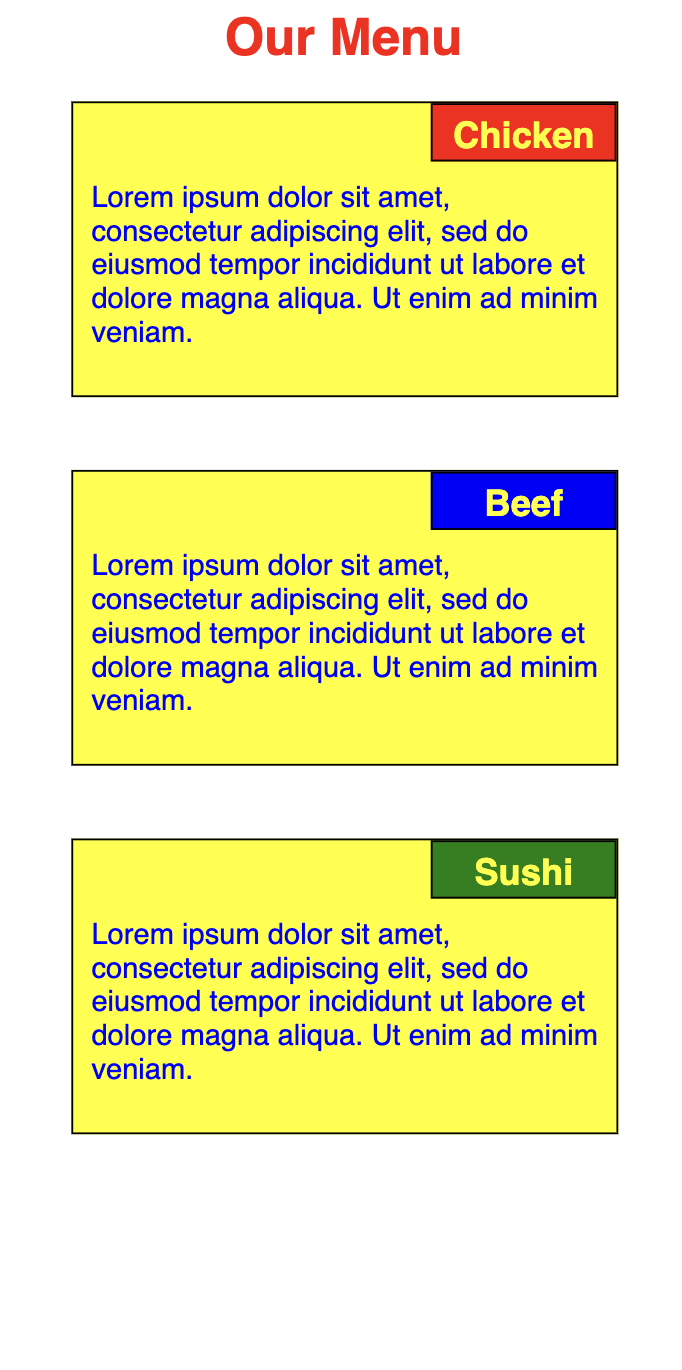 Our Menu
Chicken
Lorem ipsum dolor sit amet,
consectetur adipiscing elit, sed do
eiusmod tempor incididunt ut labore et
dolore magna aliqua. Ut enim ad minim
veniam.
Beef
Lorem ipsum dolor sit amet,
consectetur adipiscing elit, sed do
eiusmod tempor incididunt ut labore et
dolore magna aliqua. Ut enim ad minim
veniam.
Sushi
Lorem ipsum dolor sit amet,
consectetur adipiscing elit, sed do
eiusmod tempor incididunt ut labore et
dolore magna aliqua. Ut enim ad minim
veniam.